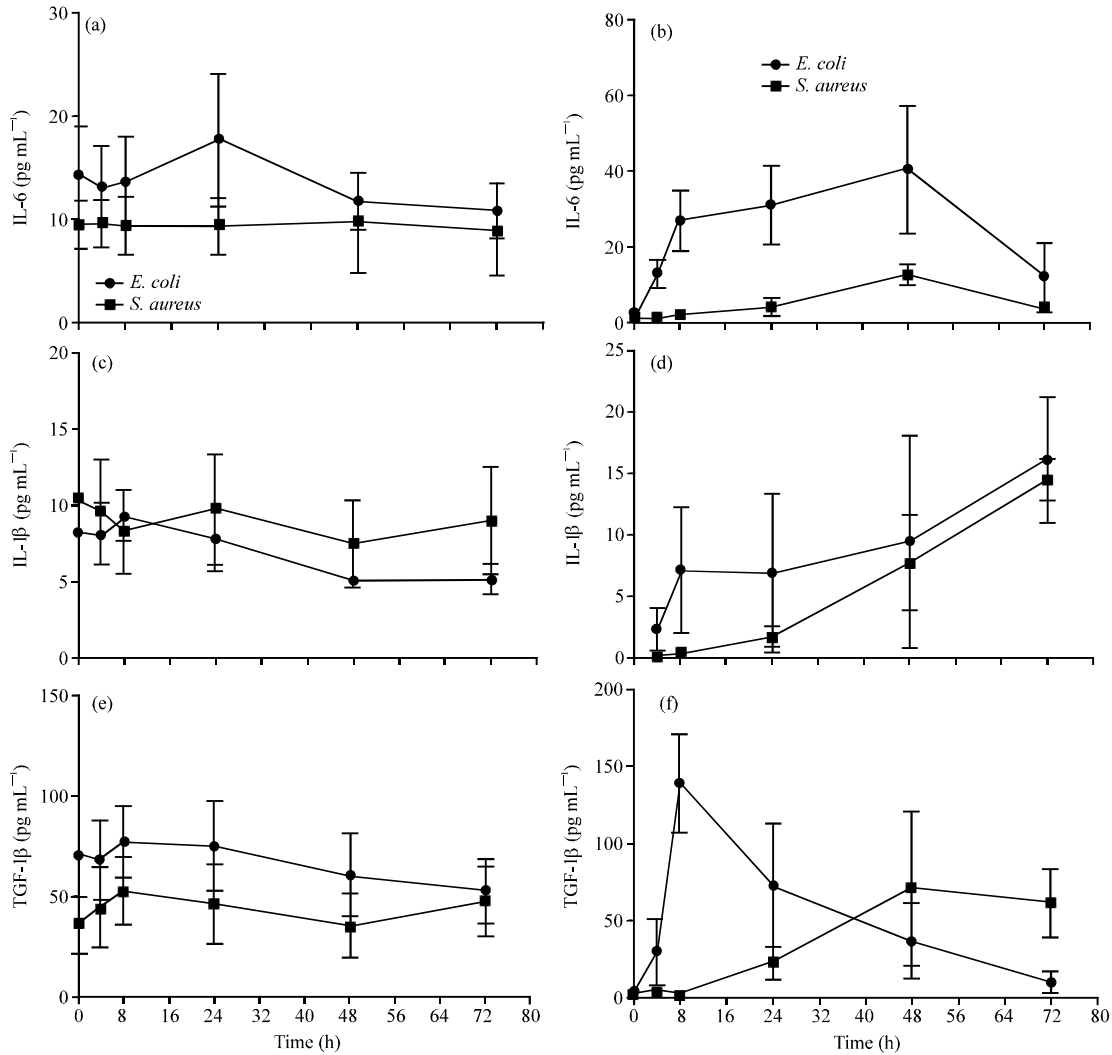 (a)
30
20
10
0
IL-6 (pg mL⁻¹)
E. coli
S. aureus
(b)
80
60
40
20
0
IL-6 (pg mL⁻¹)
E. coli
S. aureus
(c)
20
15
10
5
0
IL-1β (pg mL⁻¹)
(d)
25
20
15
10
5
0
IL-1β (pg mL⁻¹)
(e)
150
100
50
0
TGF-1β (pg mL⁻¹)
0 8 16 24 32 40 48 56 64 72 80
Time (h)
(f)
200
150
100
50
0
TGF-1β (pg mL⁻¹)
0 8 16 24 32 40 48 56 64 72 80
Time (h)